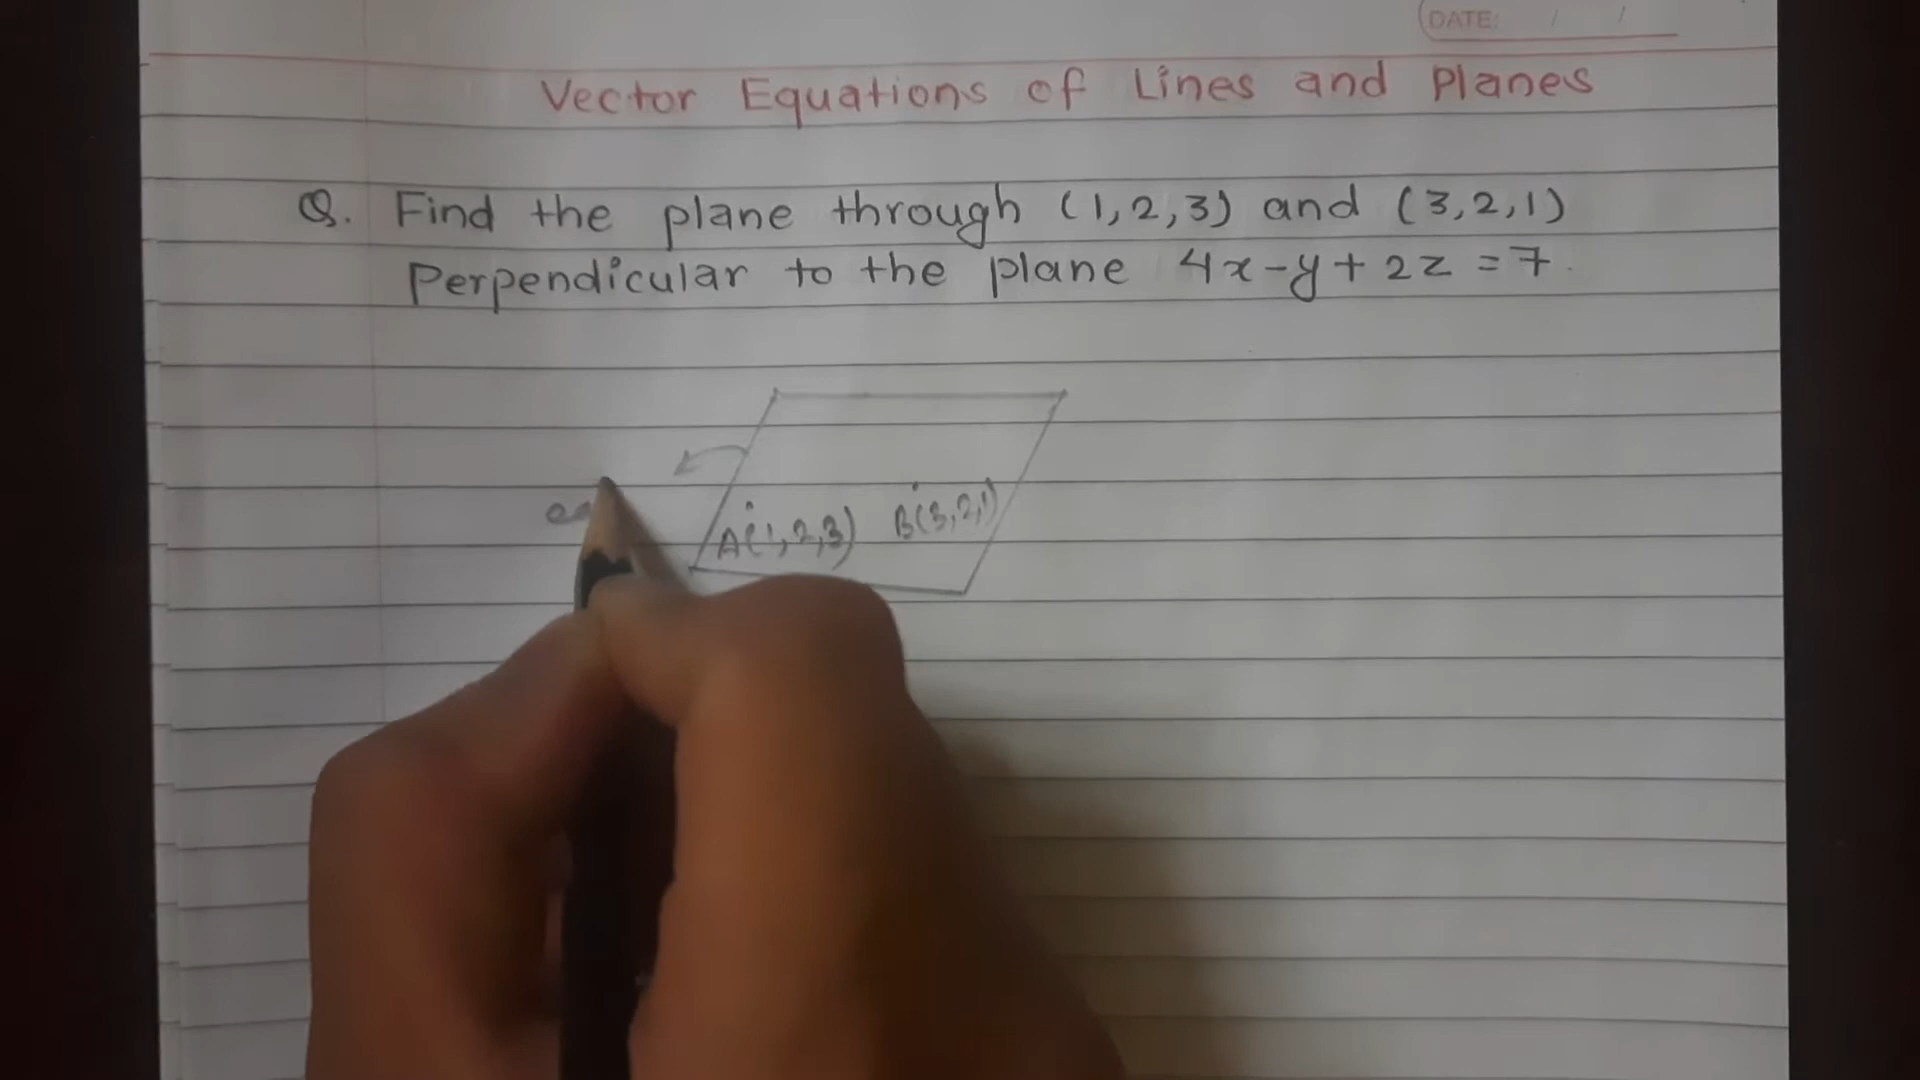 DATE: / /
Vector Equations of Lines and Planes
Q. Find the plane through (1,2,3) and (3,2,1)
Perpendicular to the plane 4x-y+2z=7.
A(1,2,3) B(3,2,1)